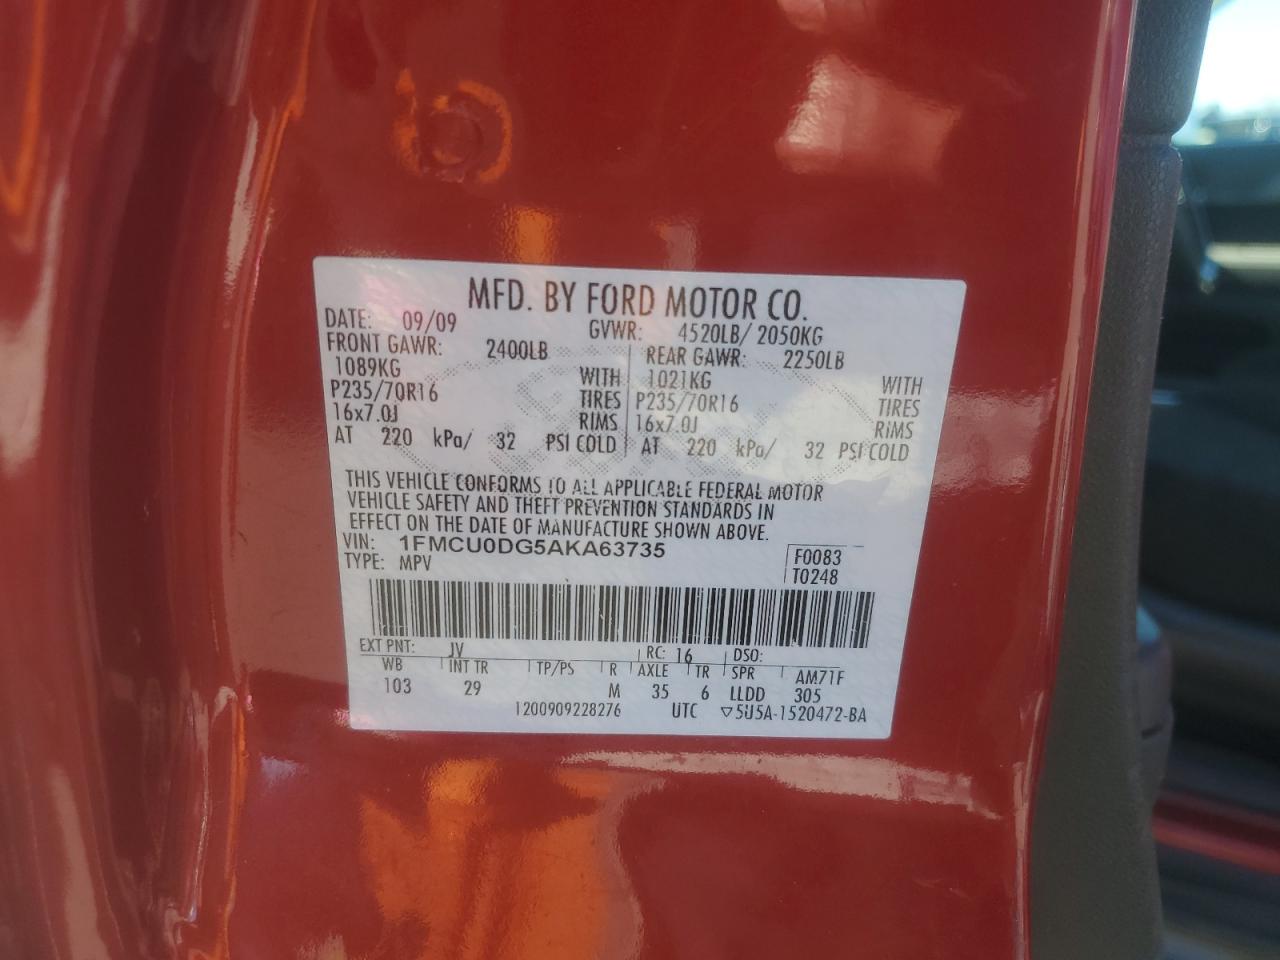 MFD. BY FORD MOTOR CO.
DATE: 09/09 GVWR: 4520LB/ 2050KG
FRONT GAWR: 2400LB REAR GAWR: 2250LB
1089KG WITH 1021KG WITH
P235/70R16 TIRES P235/70R16 TIRES
16x7.0J RIMS 16x7.0J RIMS
AT 220 kPa/ 32 PSI COLD AT 220 kPa/ 32 PSI COLD
THIS VEHICLE CONFORMS TO ALL APPLICABLE FEDERAL MOTOR
VEHICLE SAFETY AND THEFT PREVENTION STANDARDS IN
EFFECT ON THE DATE OF MANUFACTURE SHOWN ABOVE.
VIN: 1FMCU0DG5AKA63735 F0083
TYPE: MPV T0248
EXT PNT: JV RC: 16 DSO:
WB INT TR TP/PS R AXLE TR SPR AM71F
103 29 M 35 6 LLDD 305
1200909228276 UTC ▽5U5A-1520472-BA